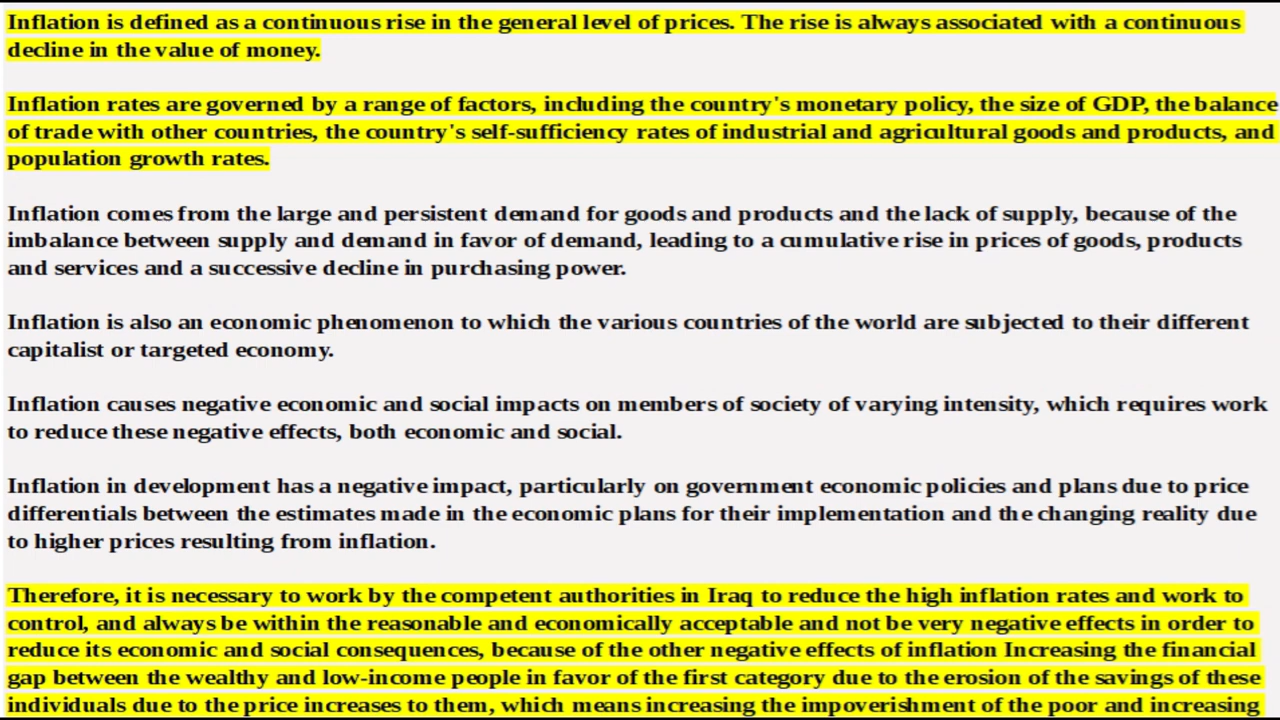 Inflation is defined as a continuous rise in the general level of prices. The rise is always associated with a continuous
decline in the value of money.
Inflation rates are governed by a range of factors, including the country's monetary policy, the size of GDP, the balance
of trade with other countries, the country's self-sufficiency rates of industrial and agricultural goods and products, and
population growth rates.
Inflation comes from the large and persistent demand for goods and products and the lack of supply, because of the
imbalance between supply and demand in favor of demand, leading to a cumulative rise in prices of goods, products
and services and a successive decline in purchasing power.
Inflation is also an economic phenomenon to which the various countries of the world are subjected to their different
capitalist or targeted economy.
Inflation causes negative economic and social impacts on members of society of varying intensity, which requires work
to reduce these negative effects, both economic and social.
Inflation in development has a negative impact, particularly on government economic policies and plans due to price
differentials between the estimates made in the economic plans for their implementation and the changing reality due
to higher prices resulting from inflation.
Therefore, it is necessary to work by the competent authorities in Iraq to reduce the high inflation rates and work to
control, and always be within the reasonable and economically acceptable and not be very negative effects in order to
reduce its economic and social consequences, because of the other negative effects of inflation Increasing the financial
gap between the wealthy and low-income people in favor of the first category due to the erosion of the savings of these
individuals due to the price increases to them, which means increasing the impoverishment of the poor and increasing